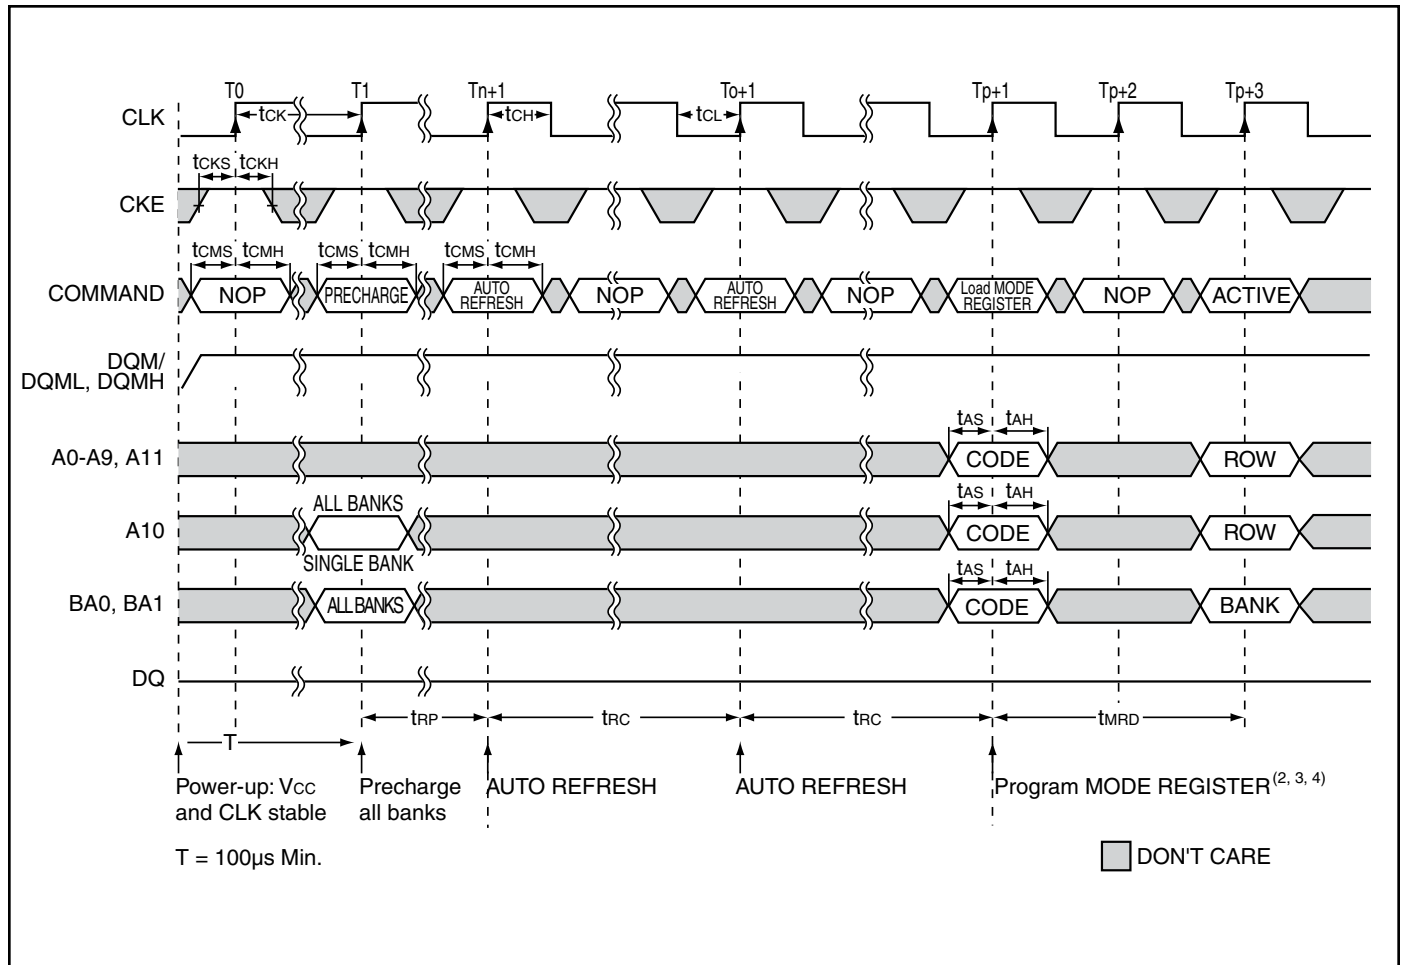 T0 T1 Tn+1 To+1 Tp+1 Tp+2 Tp+3
CLK tCK tCH tCL
tCKS tCKH
CKE
tCMS tCMH tCMS tCMH tCMS tCMH
COMMAND NOP PRECHARGE AUTO REFRESH NOP AUTO REFRESH NOP Load MODE REGISTER NOP ACTIVE
DQM/
DQML, DQMH
tAS tAH
A0-A9, A11 CODE ROW
ALL BANKS tAS tAH
A10 CODE ROW
SINGLE BANK tAS tAH
BA0, BA1 ALL BANKS CODE BANK
DQ
tRP tRC tRC tMRD
T
Power-up: VCC
and CLK stable
Precharge
all banks
AUTO REFRESH
AUTO REFRESH
Program MODE REGISTER(2, 3, 4)
T = 100µs Min.
DON'T CARE